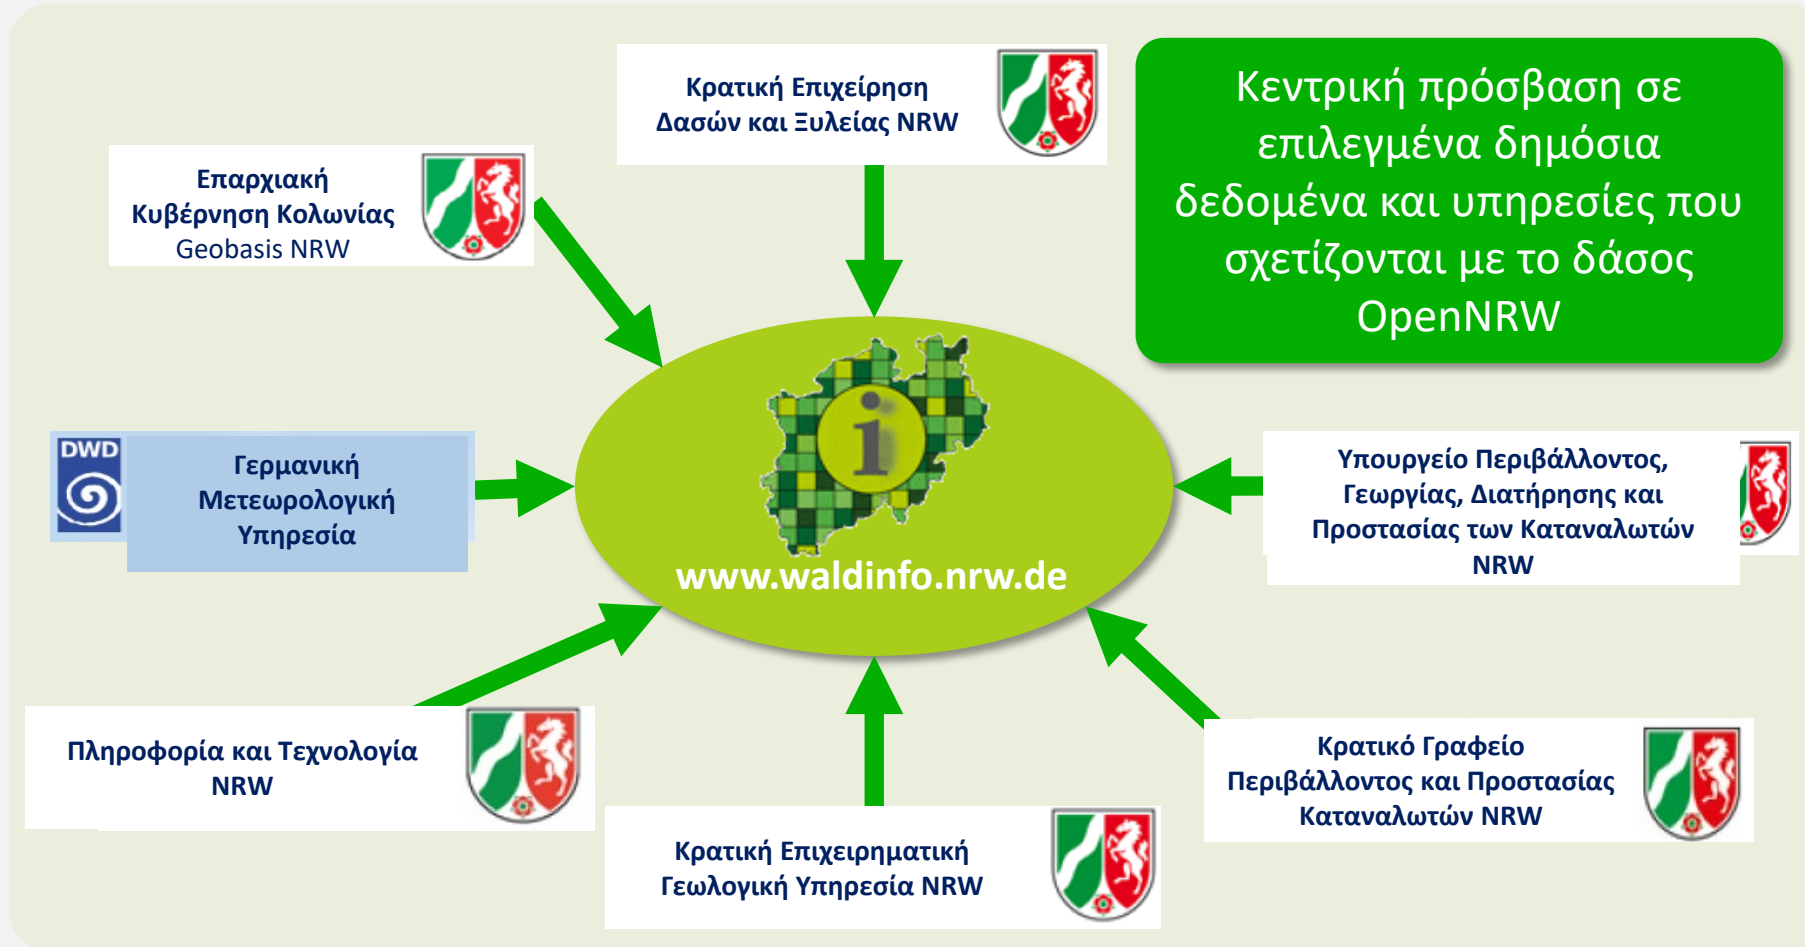 Κρατική Επιχείρηση
Δασών και Ξυλείας NRW
Κεντρική πρόσβαση σε
επιλεγμένα δημόσια
δεδομένα και υπηρεσίες που
σχετίζονται με το δάσος
OpenNRW
Επαρχιακή
Κυβέρνηση Κολωνίας
Geobasis NRW
DWD
Γερμανική
Μετεωρολογική
Υπηρεσία
i
www.waldinfo.nrw.de
Υπουργείο Περιβάλλοντος,
Γεωργίας, Διατήρησης και
Προστασίας των Καταναλωτών
NRW
Πληροφορία και Τεχνολογία
NRW
Κρατική Επιχειρηματική
Γεωλογική Υπηρεσία NRW
Κρατικό Γραφείο
Περιβάλλοντος και Προστασίας
Καταναλωτών NRW